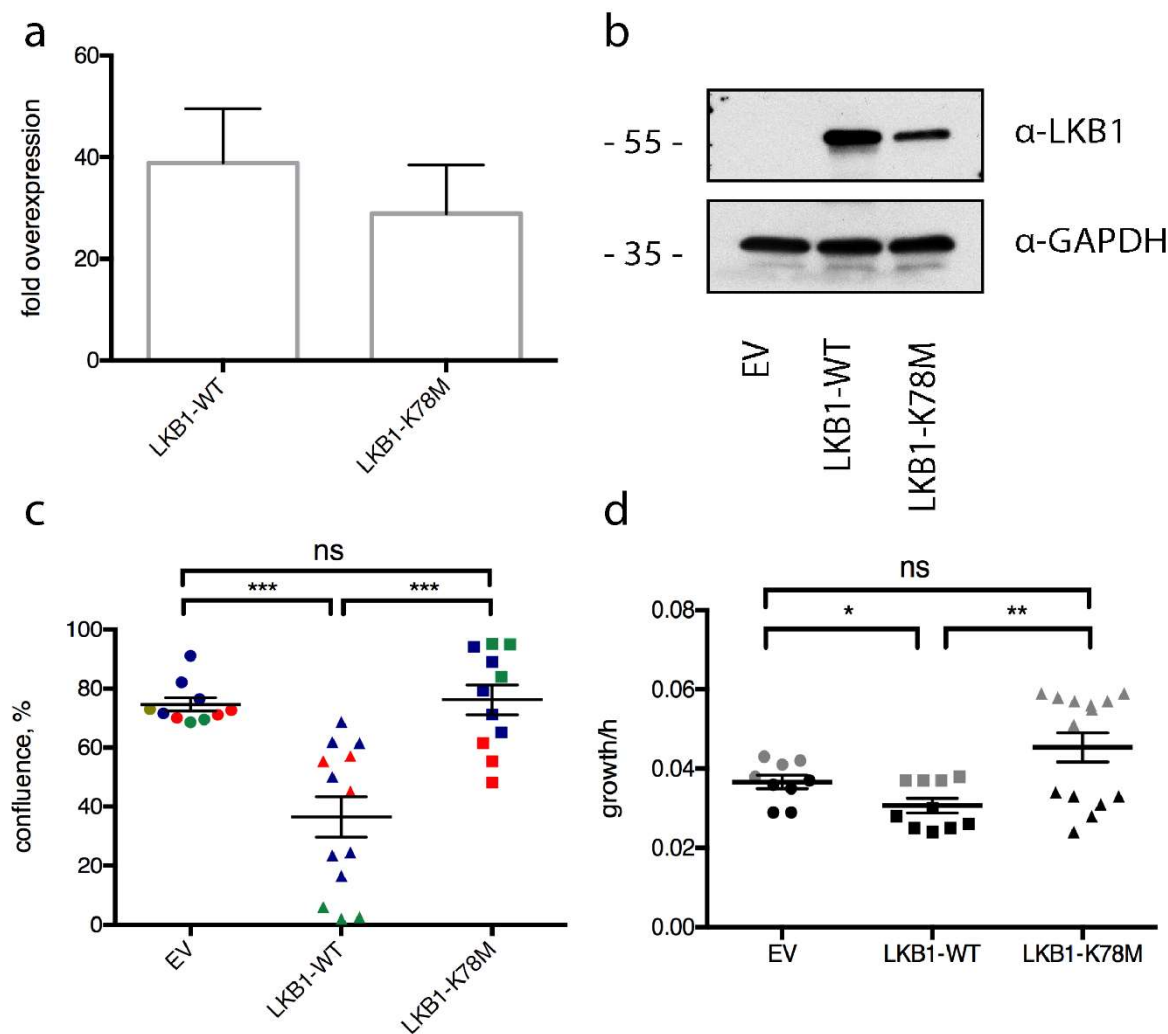 a
60
40
20
0
fold overexpression
LKB1-WT
LKB1-K78M
b
- 55 -
α-LKB1
- 35 -
α-GAPDH
EV
LKB1-WT
LKB1-K78M
c
ns
*** ***
100
80
60
40
20
0
confluence, %
EV
LKB1-WT
LKB1-K78M
d
ns
* **
0.08
0.06
0.04
0.02
0.00
growth/h
EV LKB1-WT LKB1-K78M